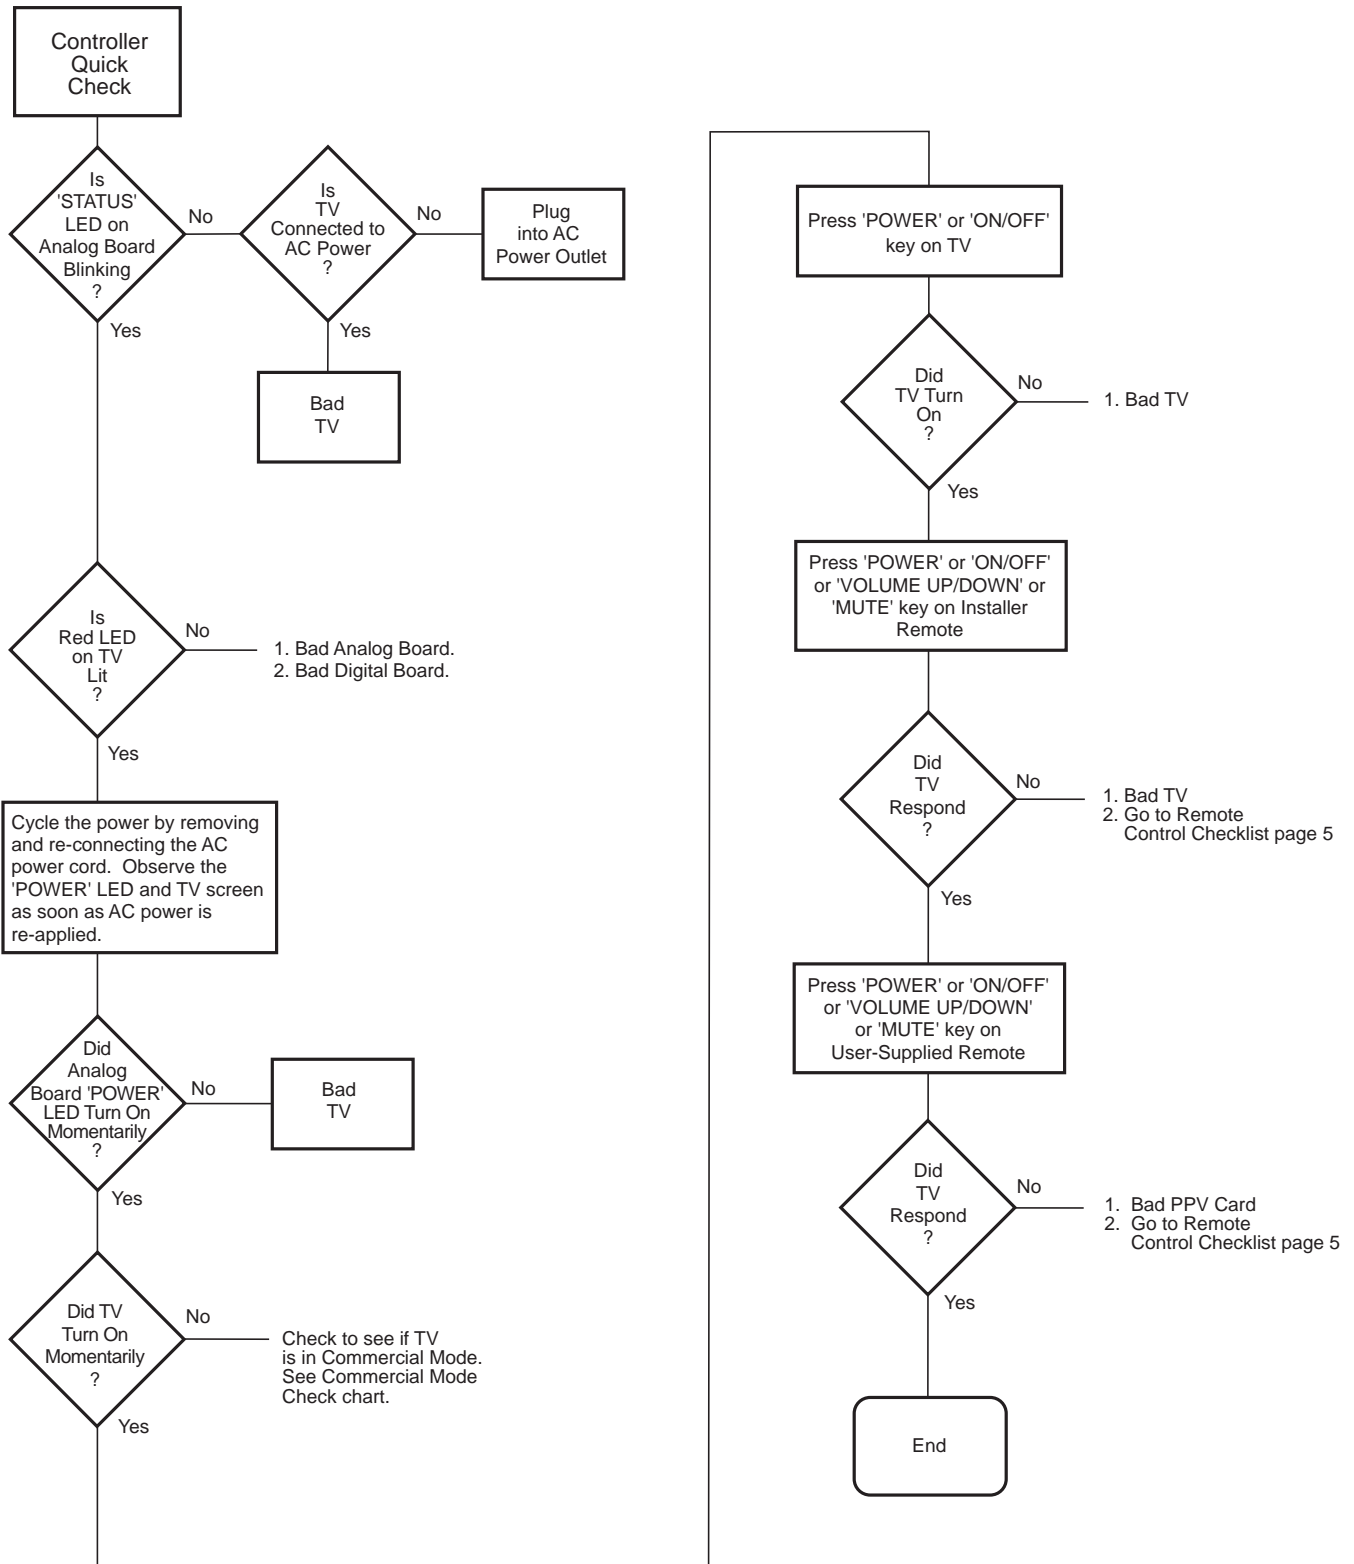 Controller
Quick
Check
Is
'STATUS'
LED on
Analog Board
Blinking
?
No
Yes
Is
TV
Connected to
AC Power
?
No
Yes
Plug
into AC
Power Outlet
Bad
TV
Is
Red LED
on TV
Lit
?
No
1. Bad Analog Board.
2. Bad Digital Board.
Yes
Cycle the power by removing
and re-connecting the AC
power cord. Observe the
'POWER' LED and TV screen
as soon as AC power is
re-applied.
Did
Analog
Board 'POWER'
LED Turn On
Momentarily
?
No
Bad
TV
Yes
Did TV
Turn On
Momentarily
?
No
Check to see if TV
is in Commercial Mode.
See Commercial Mode
Check chart.
Yes
Press 'POWER' or 'ON/OFF'
key on TV
Did
TV Turn
On
?
No
1. Bad TV
Yes
Press 'POWER' or 'ON/OFF'
or 'VOLUME UP/DOWN' or
'MUTE' key on Installer
Remote
Did
TV
Respond
?
No
1. Bad TV
2. Go to Remote
Control Checklist page 5
Yes
Press 'POWER' or 'ON/OFF'
or 'VOLUME UP/DOWN'
or 'MUTE' key on
User-Supplied Remote
Did
TV
Respond
?
No
1. Bad PPV Card
2. Go to Remote
Control Checklist page 5
Yes
End